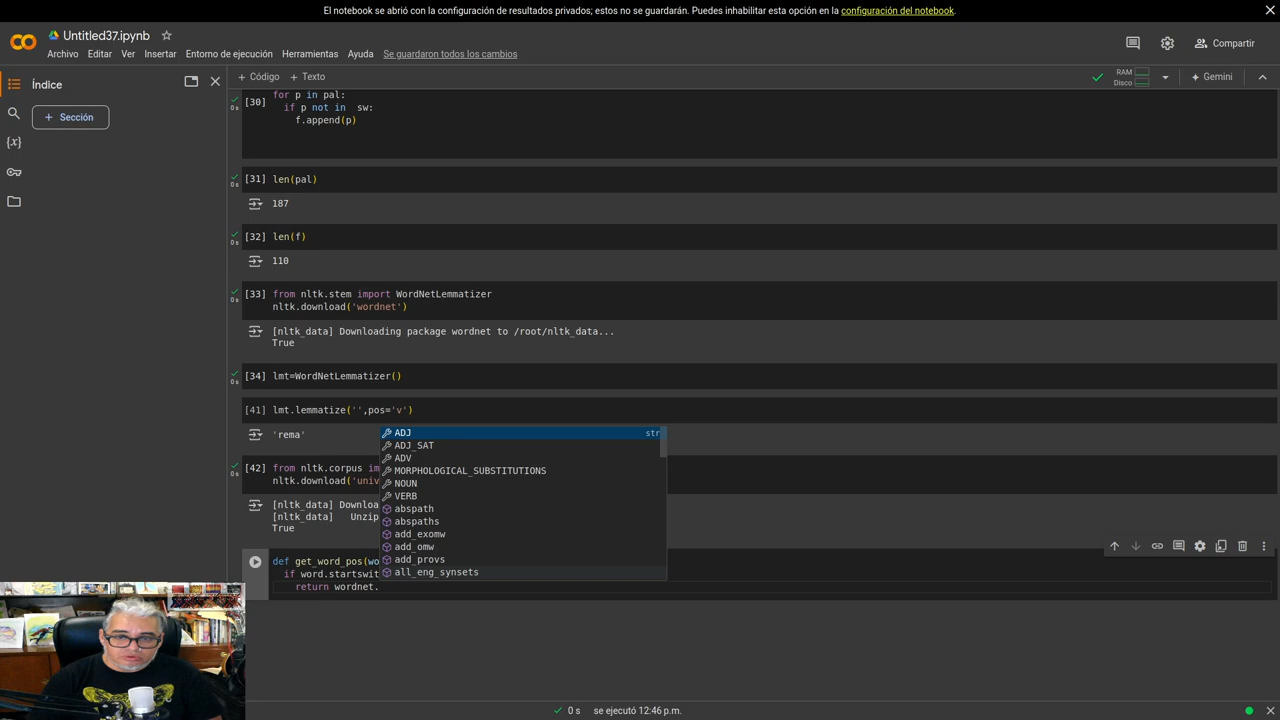 El notebook se abrió con la configuración de resultados privados; estos no se guardarán. Puedes inhabilitar esta opción en la configuración del notebook.
Untitled37.ipynb
Archivo Editar Ver Insertar Entorno de ejecución Herramientas Ayuda Se guardaron todos los cambios
Compartir
Índice
+ Sección
+ Código + Texto
RAM
Disco
Gemini
[30] for p in pal:
if p not in sw:
f.append(p)
0 s
[31] len(pal)
0 s
187
[32] len(f)
0 s
110
[33] from nltk.stem import WordNetLemmatizer
0 s
nltk.download('wordnet')
[nltk_data] Downloading package wordnet to /root/nltk_data...
True
[34] lmt=WordNetLemmatizer()
0 s
[41] lmt.lemmatize('',pos='v')
'rema'
ADJ str
ADJ_SAT
ADV
MORPHOLOGICAL_SUBSTITUTIONS
NOUN
VERB
abspath
abspaths
add_exomw
add_omw
add_provs
all_eng_synsets
[42] from nltk.corpus im
0 s
nltk.download('univ
[nltk_data] Downloa
[nltk_data] Unzip
True
def get_word_pos(wo
if word.startswit
return wordnet.
0 s se ejecutó 12:46 p.m.